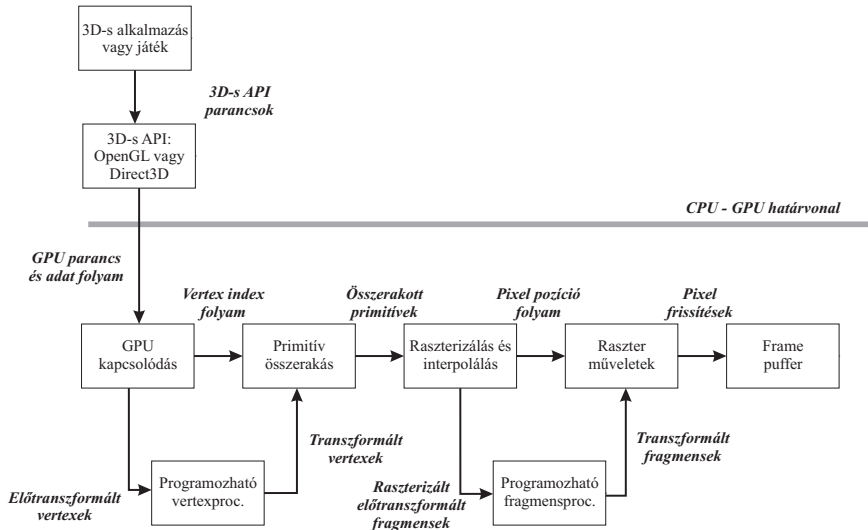 3D-s alkalmazás
vagy játék
3D-s API
parancsok
3D-s API:
OpenGL vagy
Direct3D
CPU - GPU határvonal
GPU parancs
és adat folyam
Vertex index
folyam
Összerakott
primitívek
Pixel pozíció
folyam
Pixel
frissítések
GPU
kapcsolódás
Primitív
összerakás
Raszterizálás és
interpolálás
Raszter
műveletek
Frame
puffer
Transzformált
vertexek
Transzformált
fragmensek
Előtranszformált
vertexek
Programozható
vertexproc.
Raszterizált
előtranszformált
fragmensek
Programozható
fragmensproc.